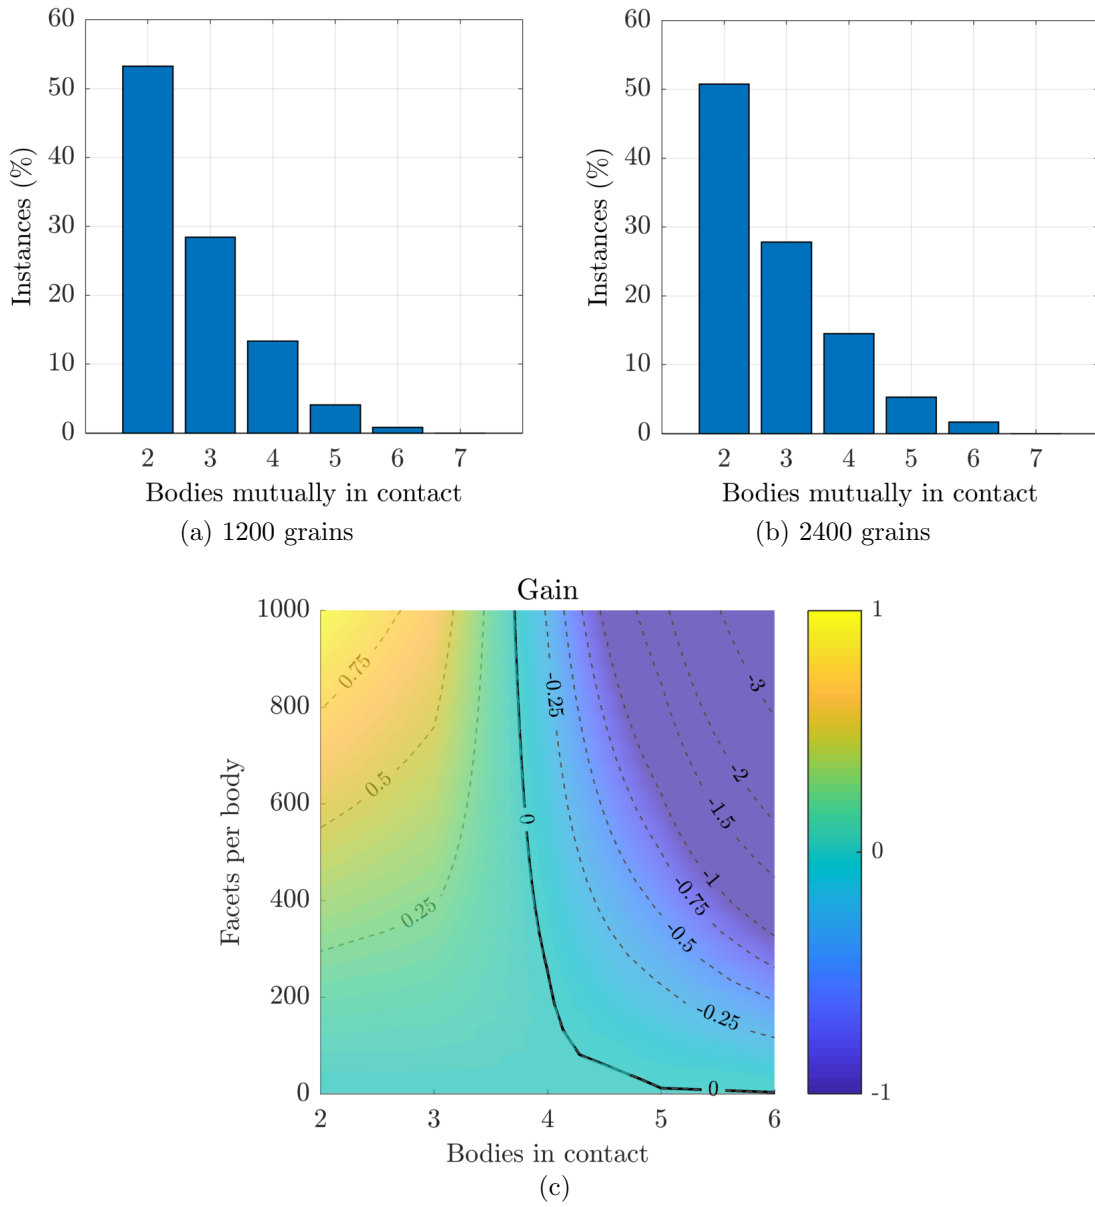 60
50
40
30
20
10
0
Instances (%)
2 3 4 5 6 7
Bodies mutually in contact
(a) 1200 grains
60
50
40
30
20
10
0
Instances (%)
2 3 4 5 6 7
Bodies mutually in contact
(b) 2400 grains
Gain
1000
800
600
400
200
0
Facets per body
0.75
0.5
0.25
0
-0.25
-3
-2
-1.5
-1
-0.75
-0.5
-0.25
0
2 3 4 5 6
Bodies in contact
1
0
-1
(c)